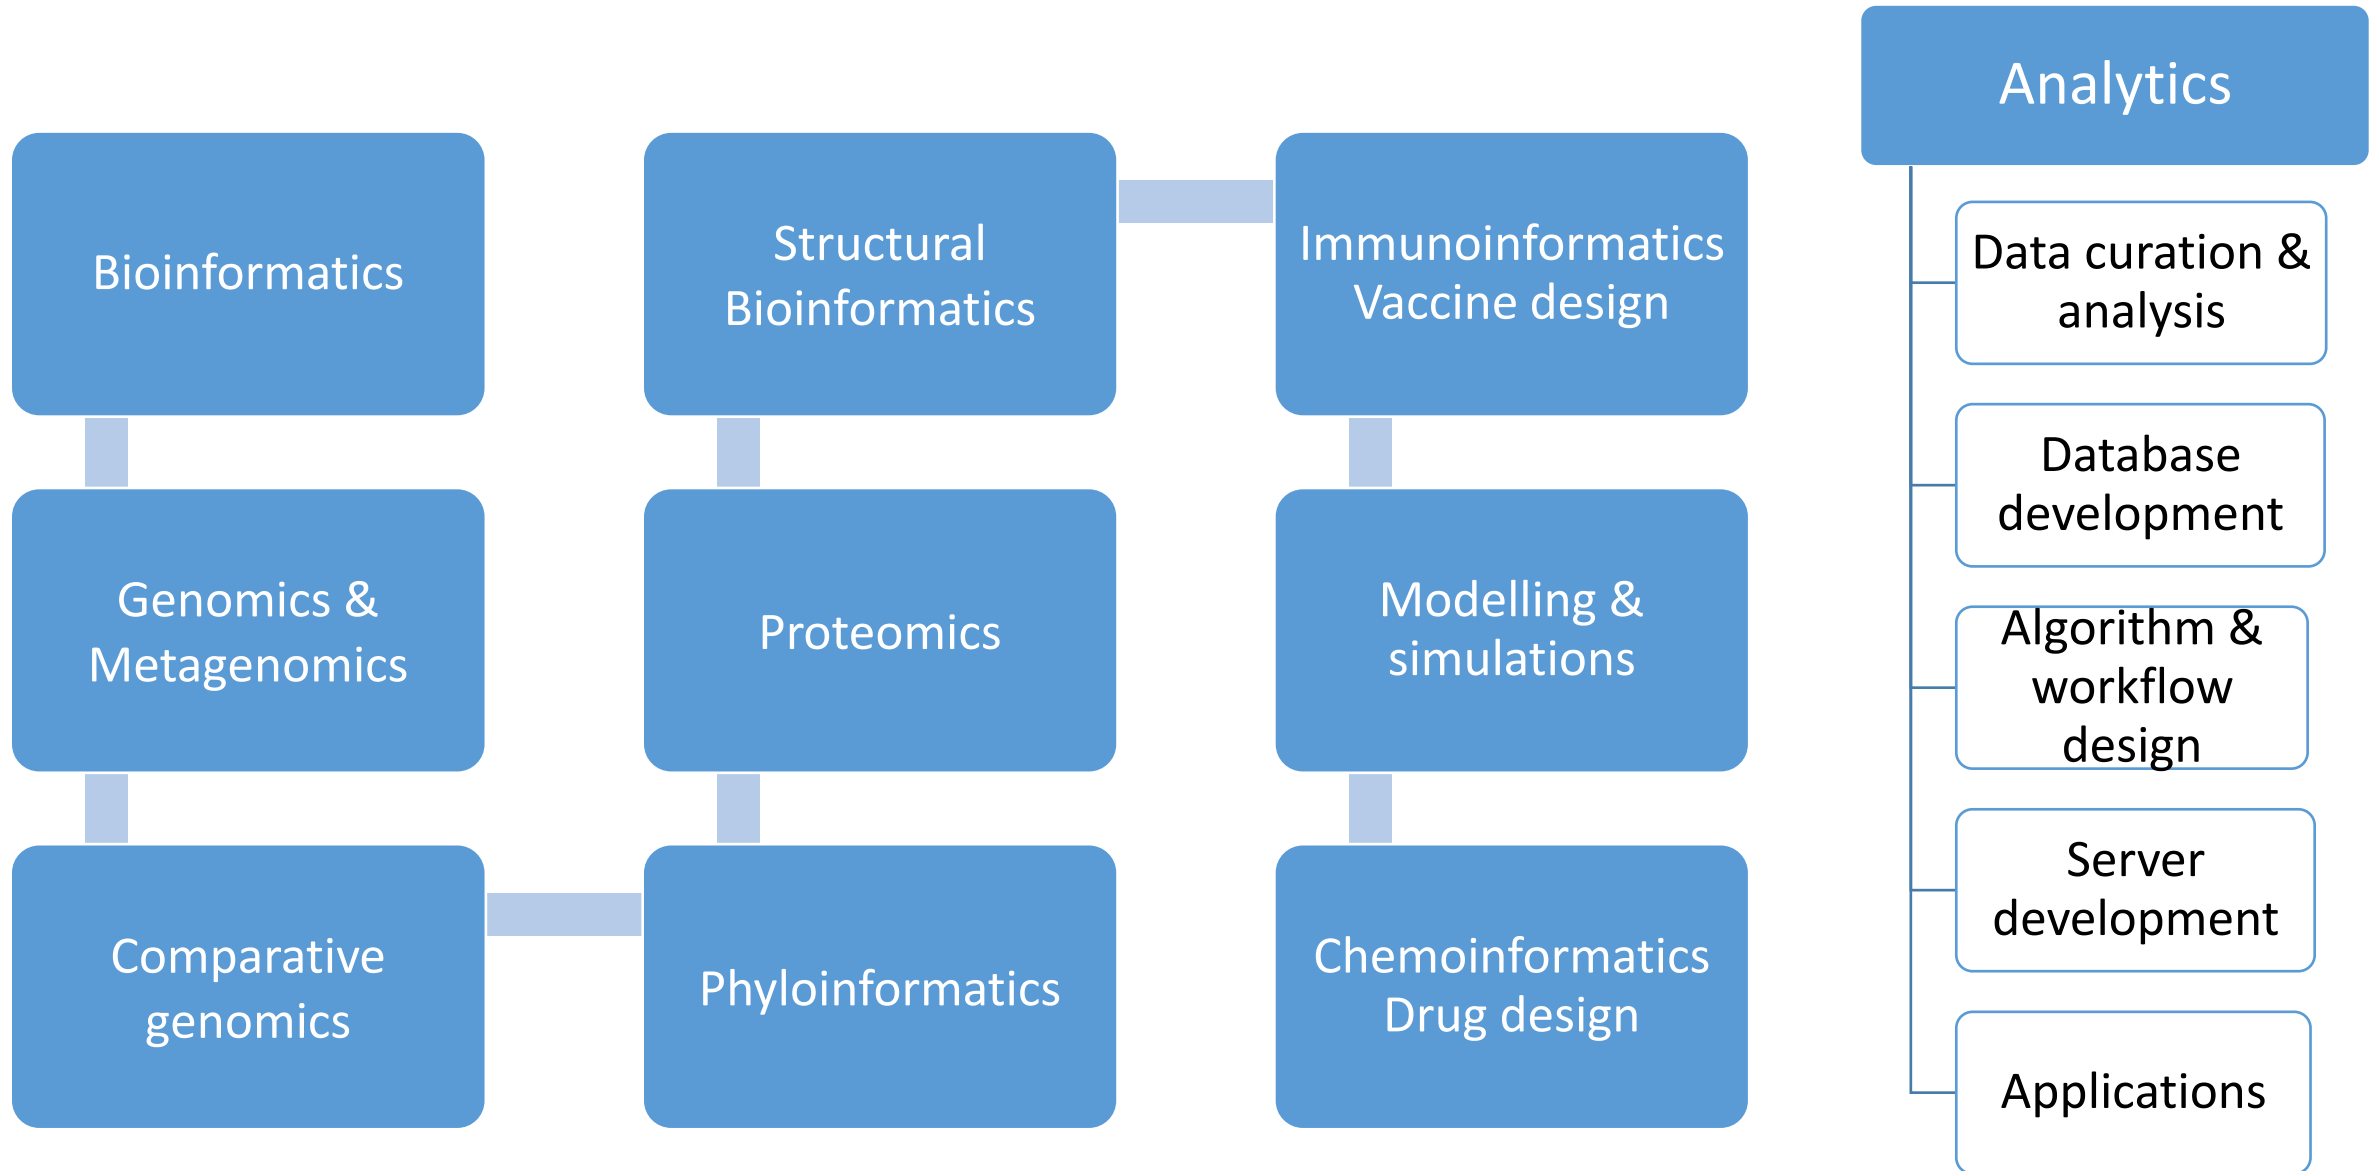 Bioinformatics
Genomics &
Metagenomics
Comparative
genomics
Phyloinformatics
Proteomics
Structural
Bioinformatics
Immunoinformatics
Vaccine design
Modelling &
simulations
Chemoinformatics
Drug design
Analytics
Data curation &
analysis
Database
development
Algorithm &
workflow
design
Server
development
Applications